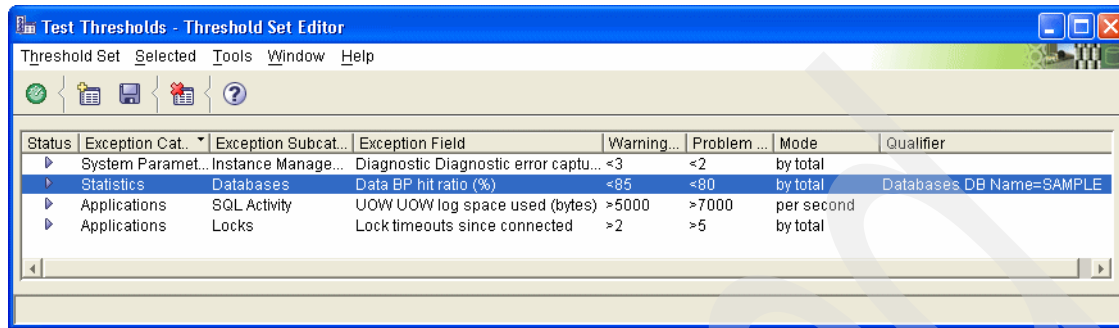 Test Thresholds - Threshold Set Editor
Threshold Set Selected Tools Window Help
Status Exception Cat.. Exception Subcat... Exception Field Warning... Problem ... Mode Qualifier
System Paramet... Instance Manage... Diagnostic Diagnostic error captu... <3 <2 by total
Statistics Databases Data BP hit ratio (%) <85 <80 by total Databases DB Name=SAMPLE
Applications SQL Activity UOW UOW log space used (bytes) >5000 >7000 per second
Applications Locks Lock timeouts since connected >2 >5 by total